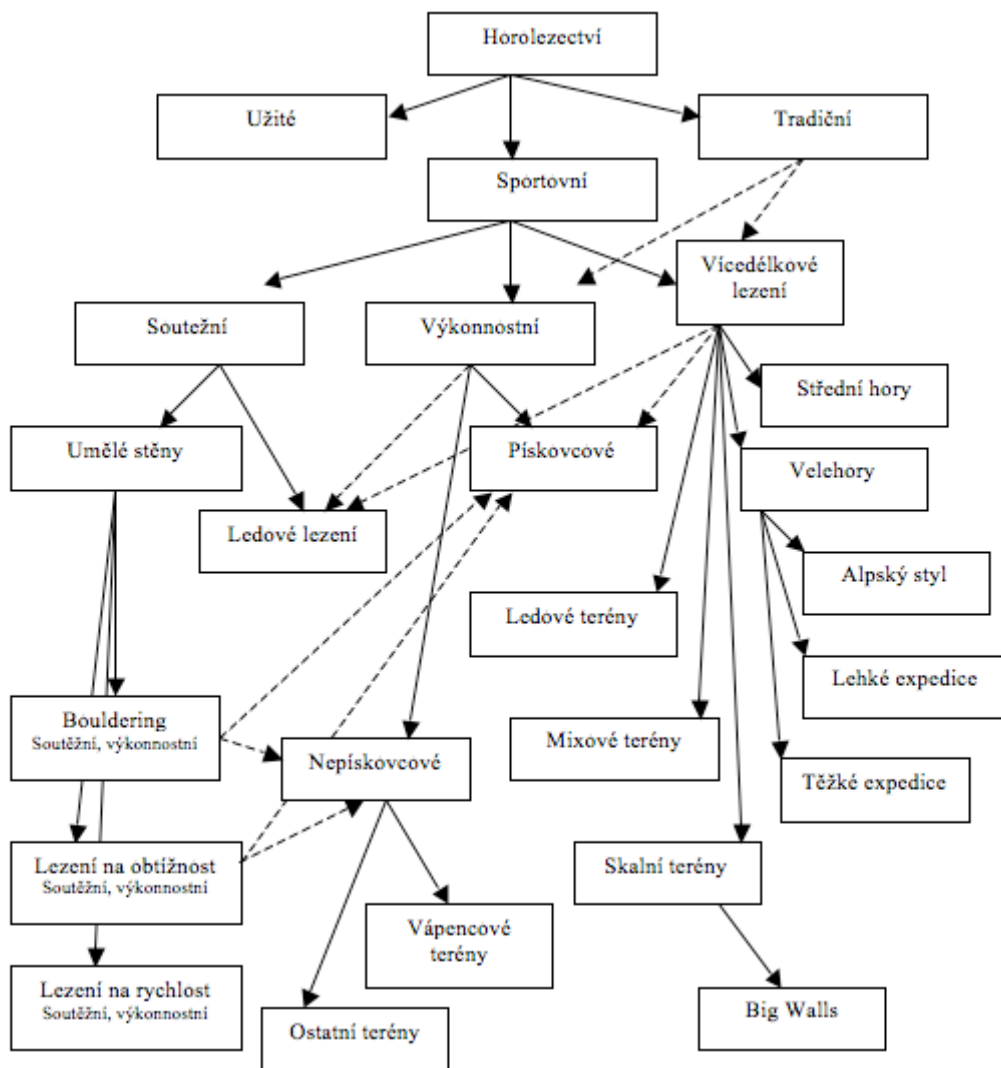 Horolezectví
Užité
Tradiční
Sportovní
Vícedélkové
lezení
Soutežní
Výkonnostní
Střední hory
Umělé stěny
Pískovcové
Velehory
Ledové lezení
Alpský styl
Ledové terény
Lehké expedice
Bouldering
Soutěžní, výkonnostní
Nepískovcové
Mixové terény
Těžké expedice
Lezení na obtížnost
Soutěžní, výkonnostní
Skalní terény
Vápencové
terény
Lezení na rychlost
Soutěžní, výkonnostní
Ostatní terény
Big Walls